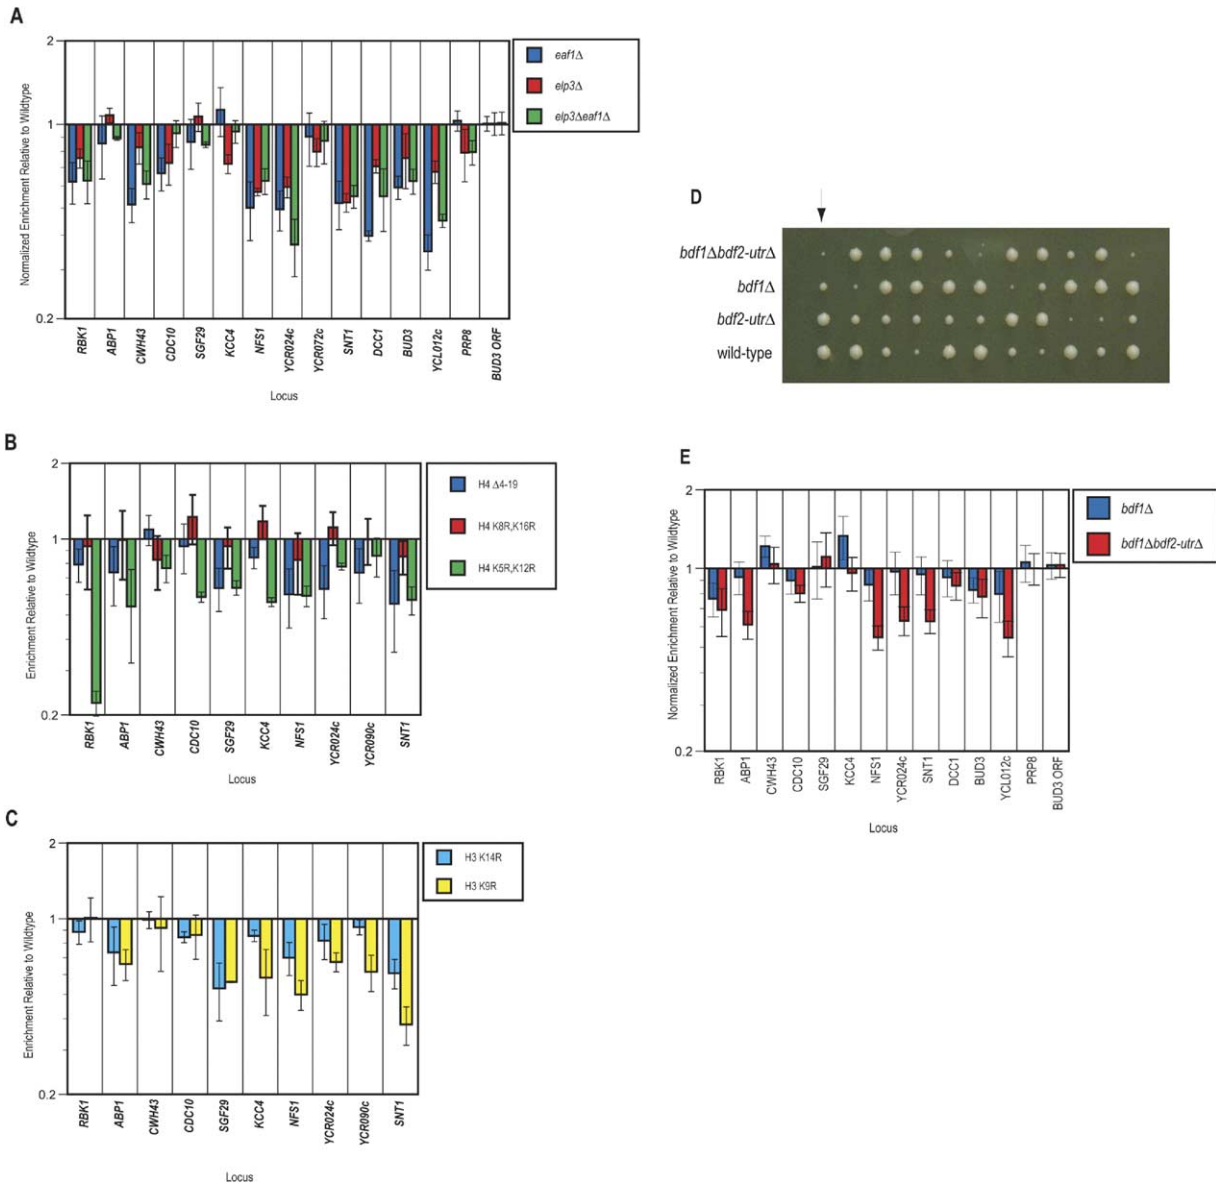 A
Normalized Enrichment Relative to Wildtype
2
1
0.2
eaf1Δ
elp3Δ
elp3Δeaf1Δ
RBK1
ABP1
CWH43
CDC10
SGF29
KCC4
NFS1
YCR024c
YCR072c
SNT1
DCC1
BUD3
YCL012c
PRP8
BUD3 ORF
Locus
B
Enrichment Relative to Wildtype
2
1
0.2
H4 Δ4-19
H4 K8R,K16R
H4 K5R,K12R
RBK1
ABP1
CWH43
CDC10
SGF29
KCC4
NFS1
YCR024c
YCR090c
SNT1
Locus
C
Enrichment Relative to Wildtype
2
1
0.2
H3 K14R
H3 K9R
RBK1
ABP1
CWH43
CDC10
SGF29
KCC4
NFS1
YCR024c
YCR090c
SNT1
Locus
D
bdf1Δbdf2-utrΔ
bdf1Δ
bdf2-utrΔ
wild-type
E
Normalized Enrichment Relative to Wildtype
2
1
0.2
bdf1Δ
bdf1Δbdf2-utrΔ
RBK1
ABP1
CWH43
CDC10
SGF29
KCC4
NFS1
YCR024c
SNT1
DCC1
BUD3
YCL012c
PRP8
BUD3 ORF
Locus